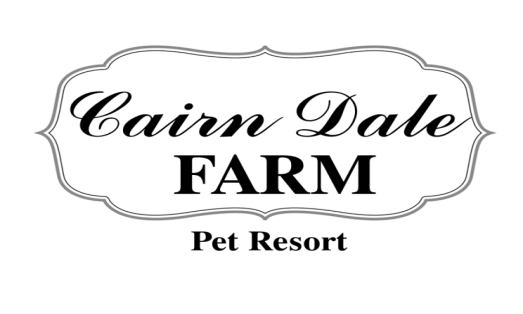 Cairn Dale
FARM
Pet Resort